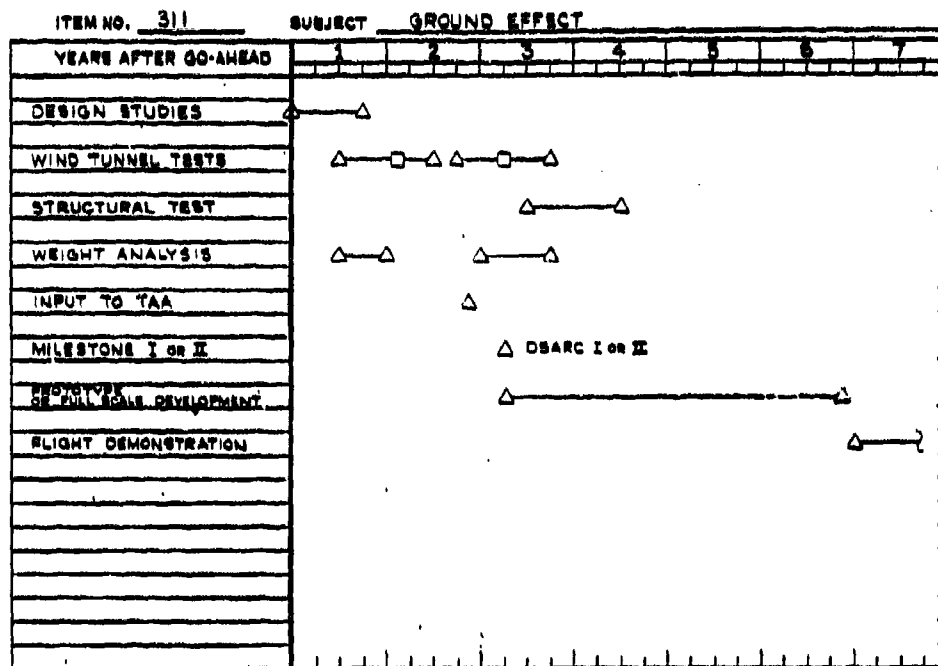 ITEM NO. 311 SUBJECT GROUND EFFECT
YEARS AFTER GO-AHEAD 1 2 3 4 5 6 7
DESIGN STUDIES
WIND TUNNEL TESTS
STRUCTURAL TEST
WEIGHT ANALYSIS
INPUT TO TAA
MILESTONE I OR II DSARC I OR II
PROTOTYPE
OR FULL SCALE DEVELOPMENT
FLIGHT DEMONSTRATION